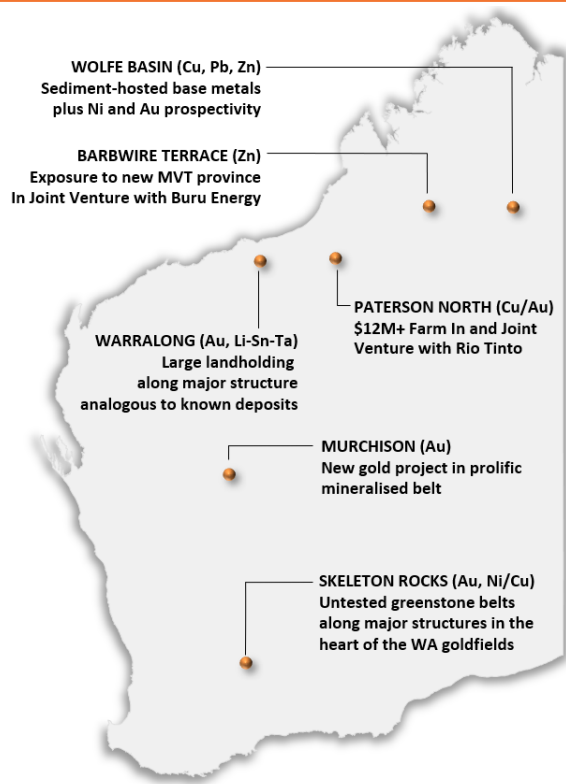 WOLFE BASIN (Cu, Pb, Zn)
Sediment-hosted base metals
plus Ni and Au prospectivity
BARBWIRE TERRACE (Zn)
Exposure to new MVT province
In Joint Venture with Buru Energy
PATERSON NORTH (Cu/Au)
$12M+ Farm In and Joint
Venture with Rio Tinto
WARRALONG (Au, Li-Sn-Ta)
Large landholding
along major structure
analogous to known deposits
MURCHISON (Au)
New gold project in prolific
mineralised belt
SKELETON ROCKS (Au, Ni/Cu)
Untested greenstone belts
along major structures in the
heart of the WA goldfields